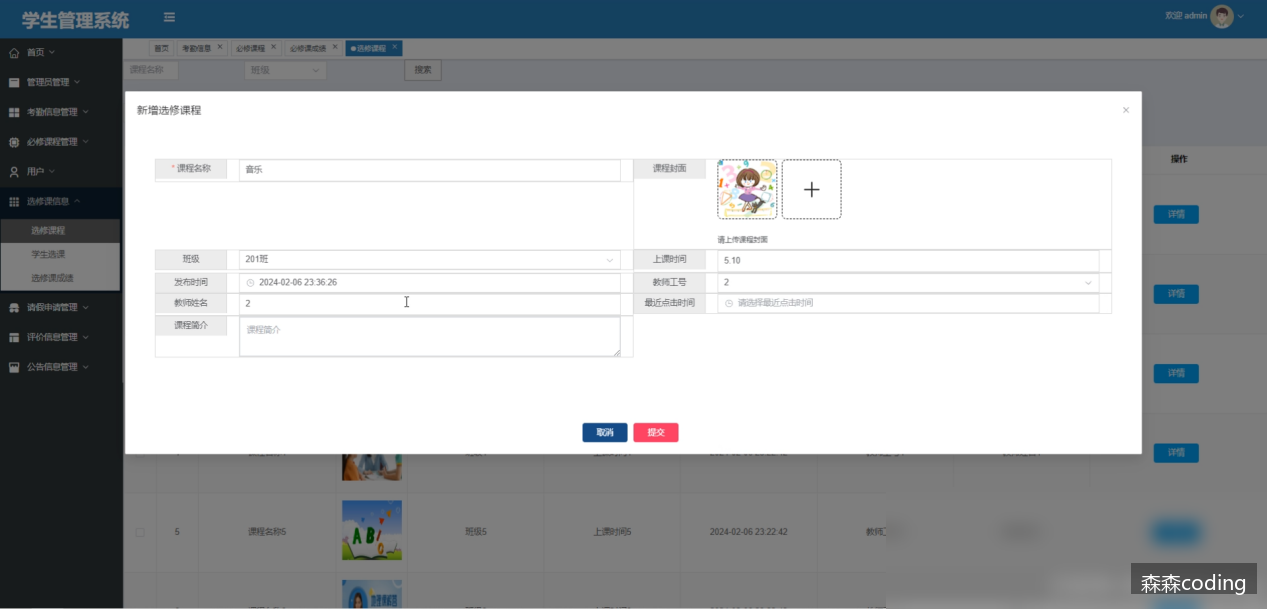 学生管理系统
欢迎 admin
首页
管理员管理
考勤信息管理
必修课程管理
用户
选修课信息
选修课程
学生选课
选修课成绩
请假申请管理
评价信息管理
公告信息管理
首页 考勤信息 × 必修课程 × 必修课成绩 × 选修课程 ×
课程名称 班级 搜索
新增选修课程 ×
* 课程名称 音乐
课程封面
请上传课程封面
班级 201班
上课时间 5.10
发布时间 2024-02-06 23:36:26
教师工号 2
教师姓名 2
最近点击时间 请选择最近点击时间
课程简介 课程简介
取消 提交
操作
详情
详情
详情
详情
5 课程名称5 班级5 上课时间5 2024-02-06 23:22:42 教师
森森coding